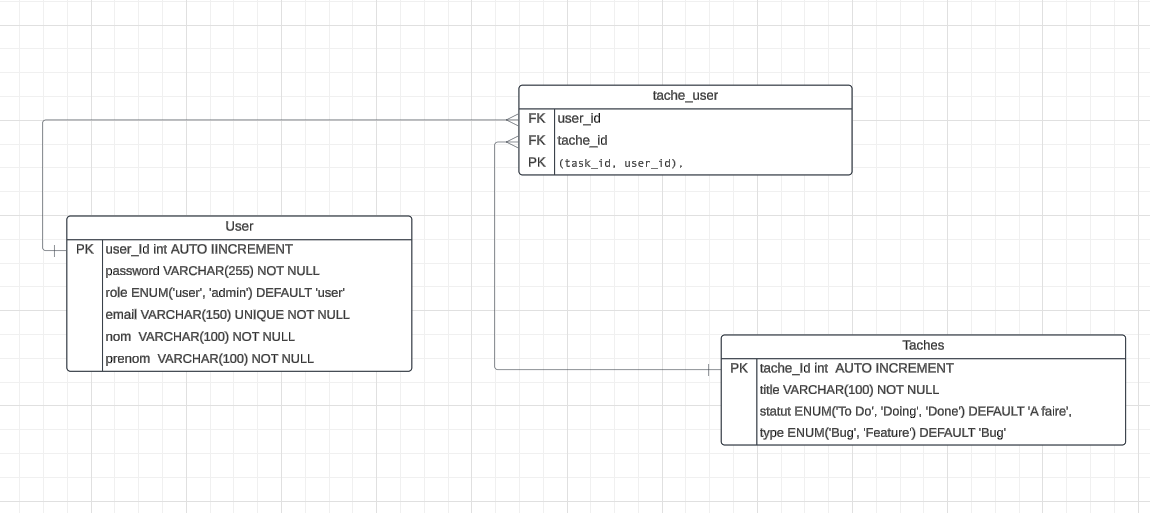 tache_user
FK user_id
FK tache_id
PK (task_id, user_id),
User
PK user_Id int AUTO IINCREMENT
password VARCHAR(255) NOT NULL
role ENUM('user', 'admin') DEFAULT 'user'
email VARCHAR(150) UNIQUE NOT NULL
nom VARCHAR(100) NOT NULL
prenom VARCHAR(100) NOT NULL
Taches
PK tache_Id int AUTO INCREMENT
title VARCHAR(100) NOT NULL
statut ENUM('To Do', 'Doing', 'Done') DEFAULT 'A faire',
type ENUM('Bug', 'Feature') DEFAULT 'Bug'